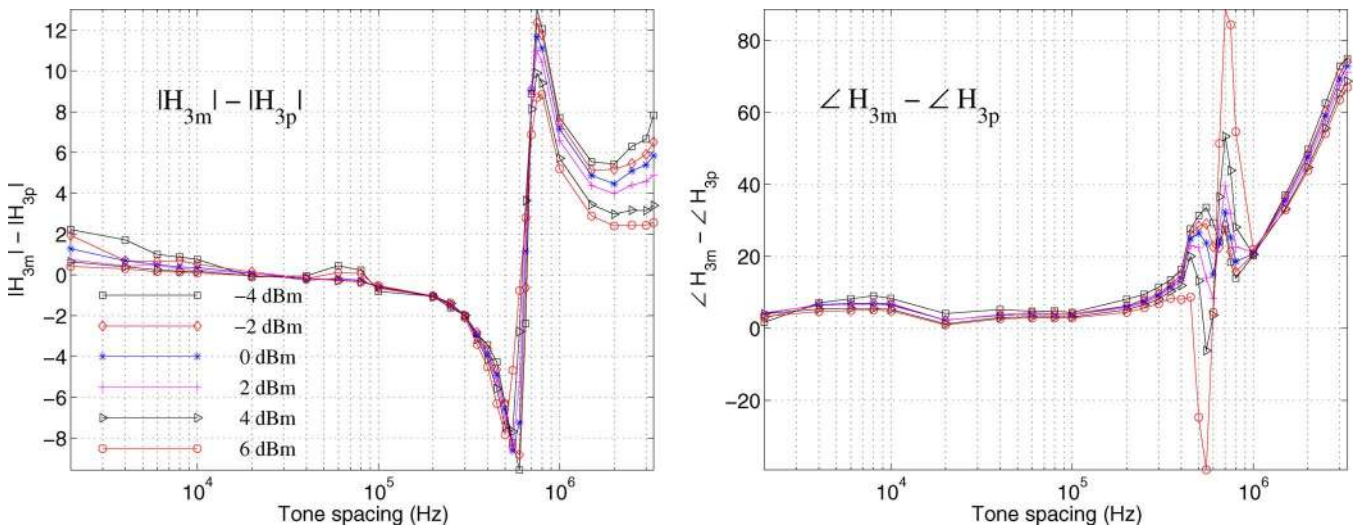 12
10
8
6
4
2
0
−2
−4
−6
−8
|H3m| − |H3p|
|H3m| − |H3p|
−4 dBm
−2 dBm
0 dBm
2 dBm
4 dBm
6 dBm
10^4
10^5
10^6
Tone spacing (Hz)
80
60
40
20
0
−20
∠ H3m − ∠ H3p
∠ H3m − ∠ H3p
10^4
10^5
10^6
Tone spacing (Hz)